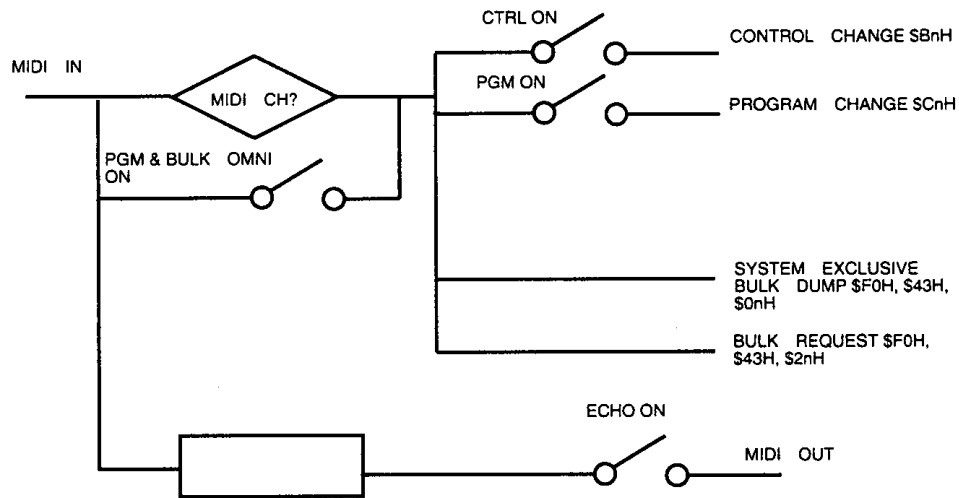 CTRL ON
CONTROL CHANGE $BnH
MIDI IN
MIDI CH?
PGM ON
PROGRAM CHANGE $CnH
PGM & BULK OMNI
ON
SYSTEM EXCLUSIVE
BULK DUMP $F0H, $43H,
$0nH
BULK REQUEST $F0H,
$43H, $2nH
ECHO ON
MIDI OUT